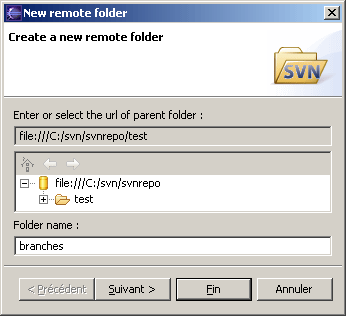 New remote folder
Create a new remote folder
SVN
Enter or select the url of parent folder :
file:///C:/svn/svnrepo/test
file:///C:/svn/svnrepo
test
Folder name :
branches
< Précédent Suivant > Fin Annuler